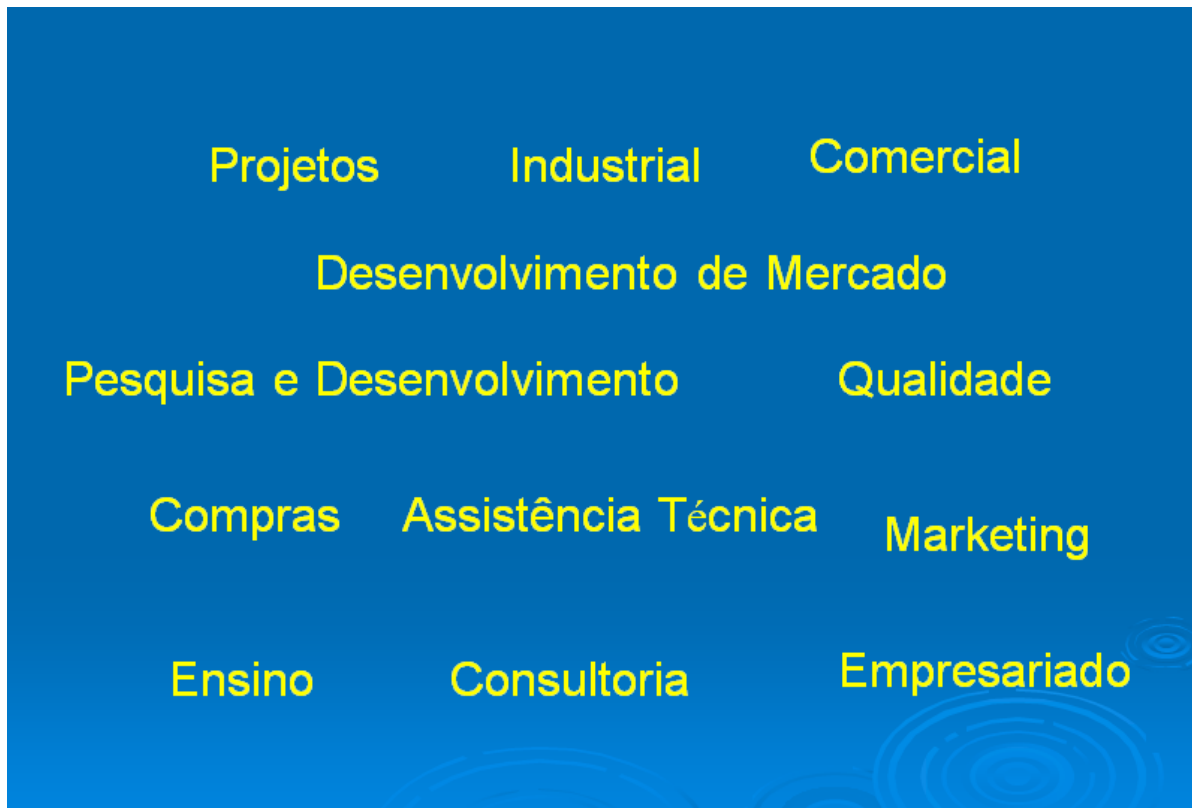 Projetos Industrial Comercial
Desenvolvimento de Mercado
Pesquisa e Desenvolvimento Qualidade
Compras Assistência Técnica Marketing
Ensino Consultoria Empresariado